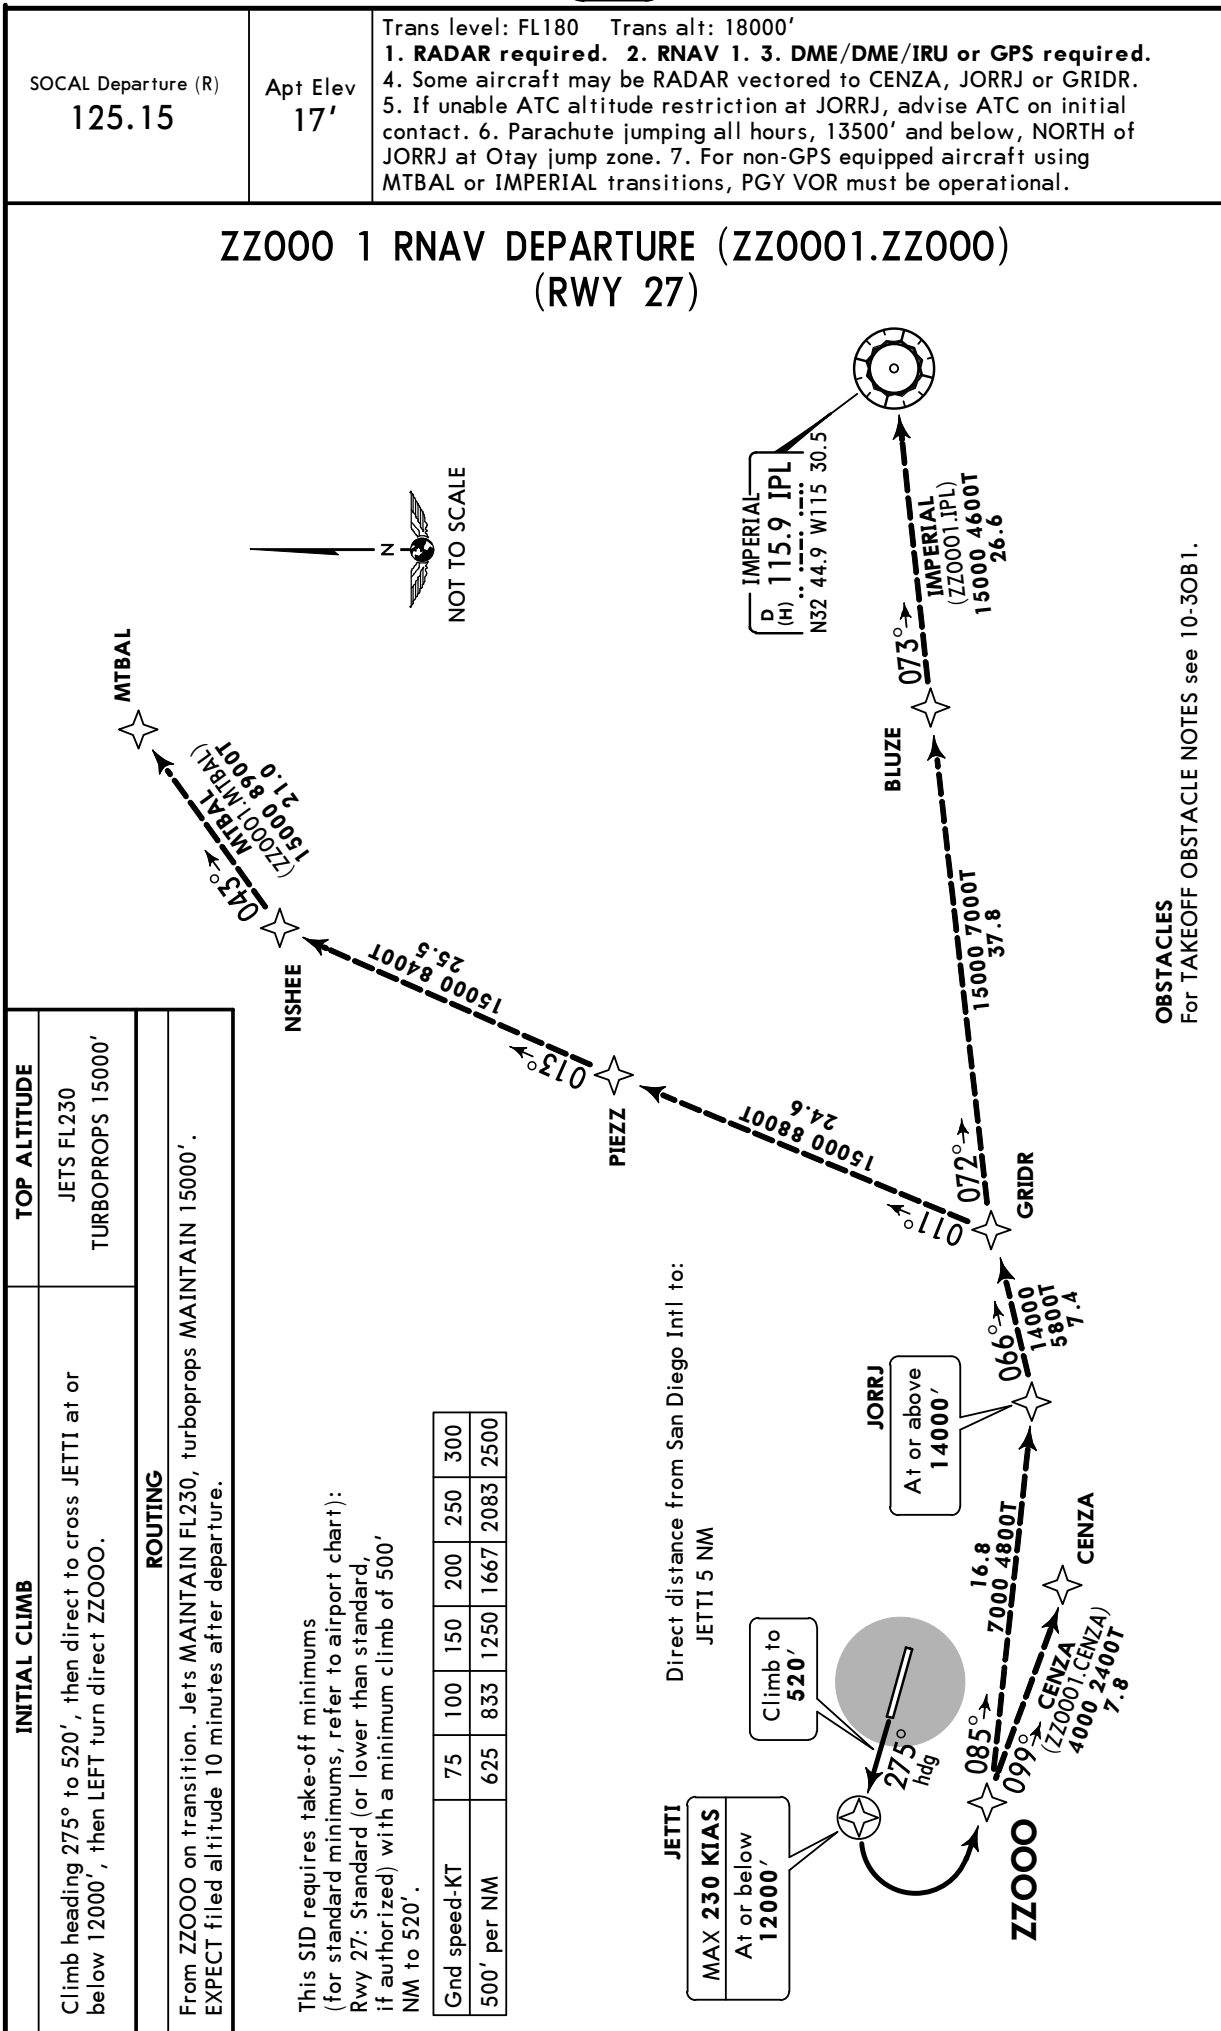 SOCAL Departure (R)
125.15
Apt Elev
17'
Trans level: FL180 Trans alt: 18000'
1. RADAR required. 2. RNAV 1. 3. DME/DME/IRU or GPS required.
4. Some aircraft may be RADAR vectored to CENZA, JORRJ or GRIDR.
5. If unable ATC altitude restriction at JORRJ, advise ATC on initial
contact. 6. Parachute jumping all hours, 13500' and below, NORTH of
JORRJ at Otay jump zone. 7. For non-GPS equipped aircraft using
MTBAL or IMPERIAL transitions, PGY VOR must be operational.
ZZOOO 1 RNAV DEPARTURE (ZZOOO1.ZZOOO)
(RWY 27)
INITIAL CLIMB
TOP ALTITUDE
Climb heading 275° to 520', then direct to cross JETTI at or
below 12000', then LEFT turn direct ZZOOO.
JETS FL230
TURBOPROPS 15000'
ROUTING
From ZZOOO on transition. Jets MAINTAIN FL230, turboprops MAINTAIN 15000'.
EXPECT filed altitude 10 minutes after departure.
This SID requires take-off minimums
(for standard minimums, refer to airport chart):
Rwy 27: Standard (or lower than standard,
if authorized) with a minimum climb of 500'
NM to 520'.
Gnd speed-KT 75 100 150 200 250 300
500' per NM 625 833 1250 1667 2083 2500
MTBAL
MTBAL
(ZZOOO1.MTBAL)
15000 8900T
21.0
043°
NSHEE
15000 8400T
25.5
013°
PIEZZ
15000 8800T
24.6
011°
N
NOT TO SCALE
IMPERIAL
D
(H) 115.9 IPL
N32 44.9 W115 30.5
IMPERIAL
(ZZOOO1.IPL)
15000 4600T
26.6
073°
BLUZE
15000 7000T
37.8
072°
GRIDR
066°
14000
5800T
7.4
JORRJ
At or above
14000'
16.8
7000 4800T
085°
CENZA
CENZA
(ZZOOO1.CENZA)
4000 2400T
7.8
099°
Direct distance from San Diego Intl to:
JETTI 5 NM
Climb to
520'
275°
hdg
JETTI
MAX 230 KIAS
At or below
12000'
ZZOOO
OBSTACLES
For TAKEOFF OBSTACLE NOTES see 10-3OB1.